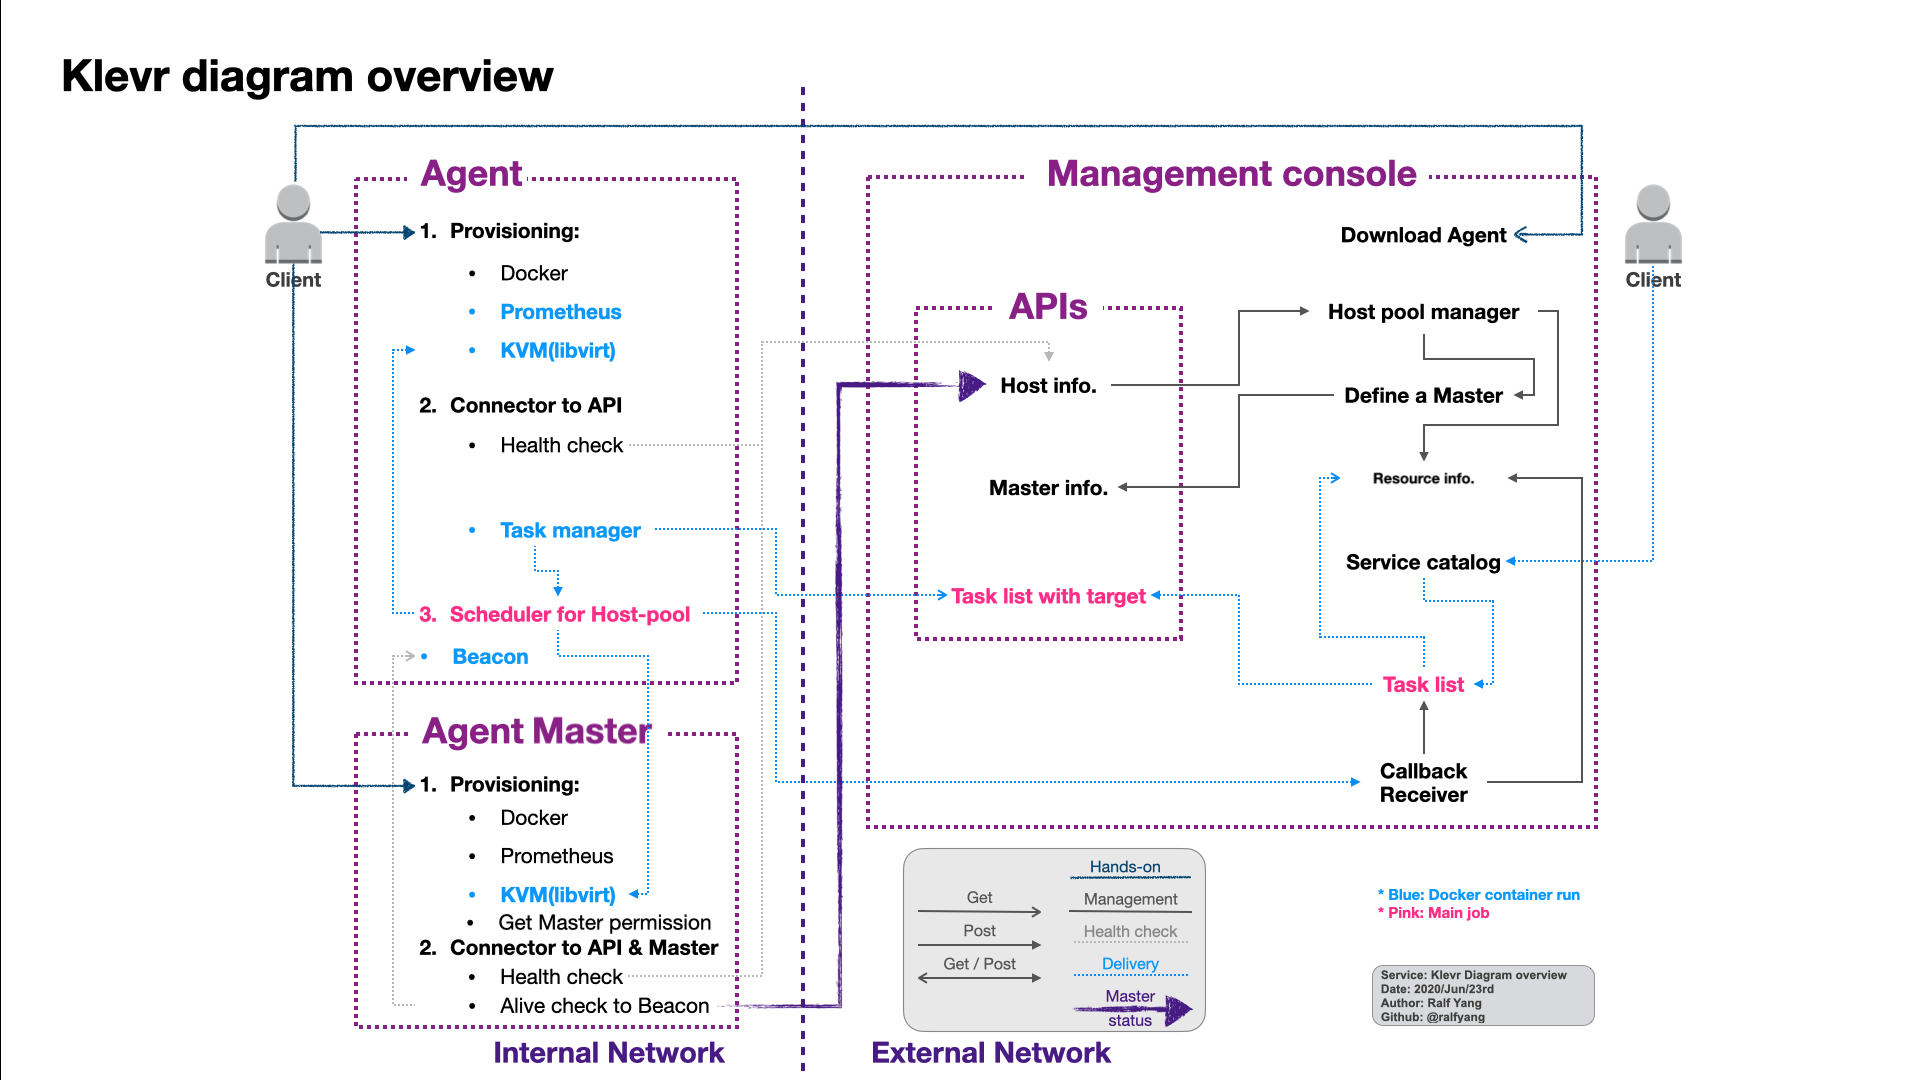 Klevr diagram overview
Agent
Client
1. Provisioning:
• Docker
• Prometheus
• KVM(libvirt)
2. Connector to API
• Health check
• Task manager
3. Scheduler for Host-pool
• Beacon
Agent Master
1. Provisioning:
• Docker
• Prometheus
• KVM(libvirt)
• Get Master permission
2. Connector to API & Master
• Health check
• Alive check to Beacon
Internal Network
Management console
Download Agent
Client
APIs
Host info.
Master info.
Task list with target
Host pool manager
Define a Master
Resource info.
Service catalog
Task list
Callback
Receiver
Hands-on
Get
Management
Post
Health check
Get / Post
Delivery
Master
status
External Network
* Blue: Docker container run
* Pink: Main job
Service: Klevr Diagram overview
Date: 2020/Jun/23rd
Author: Ralf Yang
Github: @ralfyang